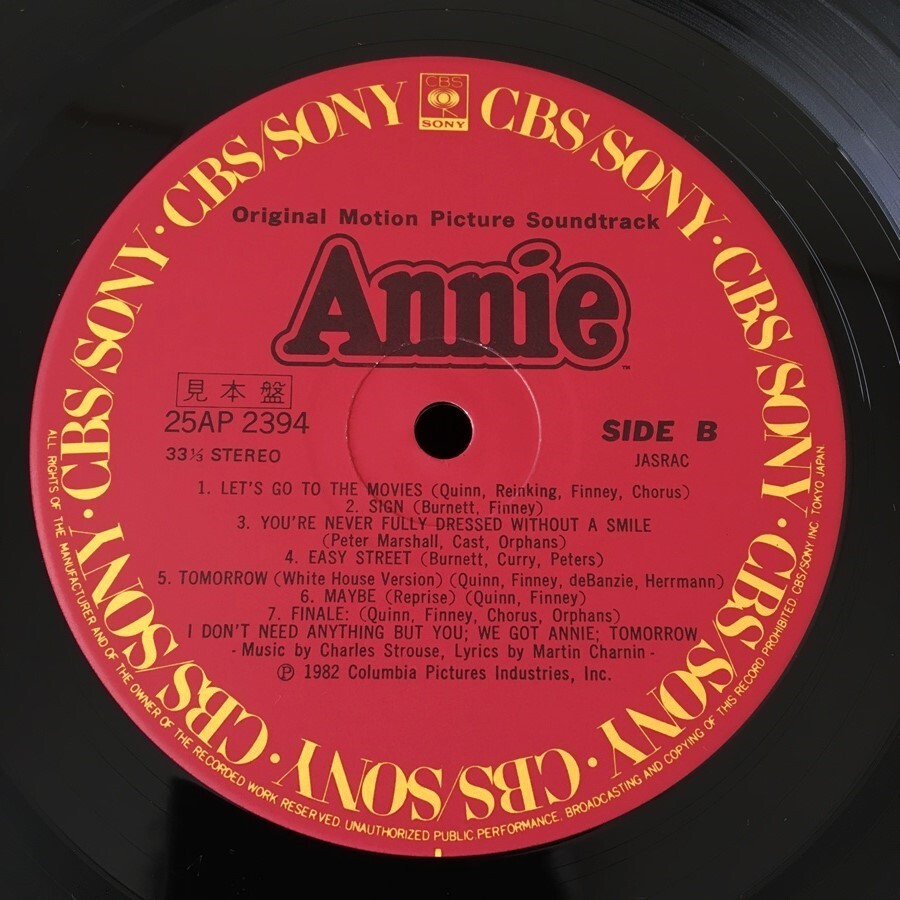 CBS/SONY · CBS/SONY · CBS/SONY · CBS/SONY · CBS/SONY · CBS/SONY · CBS/SONY · CBS/SONY
CBS
SONY
Original Motion Picture Soundtrack
Annie
TM
見本盤
25AP 2394
33⅓ STEREO
SIDE B
JASRAC
1. LET'S GO TO THE MOVIES (Quinn, Reinking, Finney, Chorus)
2. SIGN (Burnett, Finney)
3. YOU'RE NEVER FULLY DRESSED WITHOUT A SMILE
(Peter Marshall, Cast, Orphans)
4. EASY STREET (Burnett, Curry, Peters)
5. TOMORROW (White House Version) (Quinn, Finney, deBanzie, Herrmann)
6. MAYBE (Reprise) (Quinn, Finney)
7. FINALE: (Quinn, Finney, Chorus, Orphans)
I DON'T NEED ANYTHING BUT YOU; WE GOT ANNIE; TOMORROW
- Music by Charles Strouse, Lyrics by Martin Charnin -
Ⓟ 1982 Columbia Pictures Industries, Inc.
ALL RIGHTS OF THE MANUFACTURER AND OF THE OWNER OF THE RECORDED WORK RESERVED. UNAUTHORIZED PUBLIC PERFORMANCE, BROADCASTING AND COPYING OF THIS RECORD PROHIBITED CBS/SONY INC. TOKYO JAPAN.